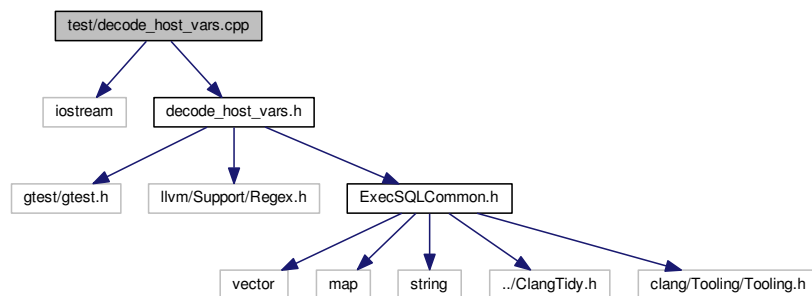 test/decode_host_vars.cpp
iostream
decode_host_vars.h
gtest/gtest.h
llvm/Support/Regex.h
ExecSQLCommon.h
vector
map
string
../ClangTidy.h
clang/Tooling/Tooling.h